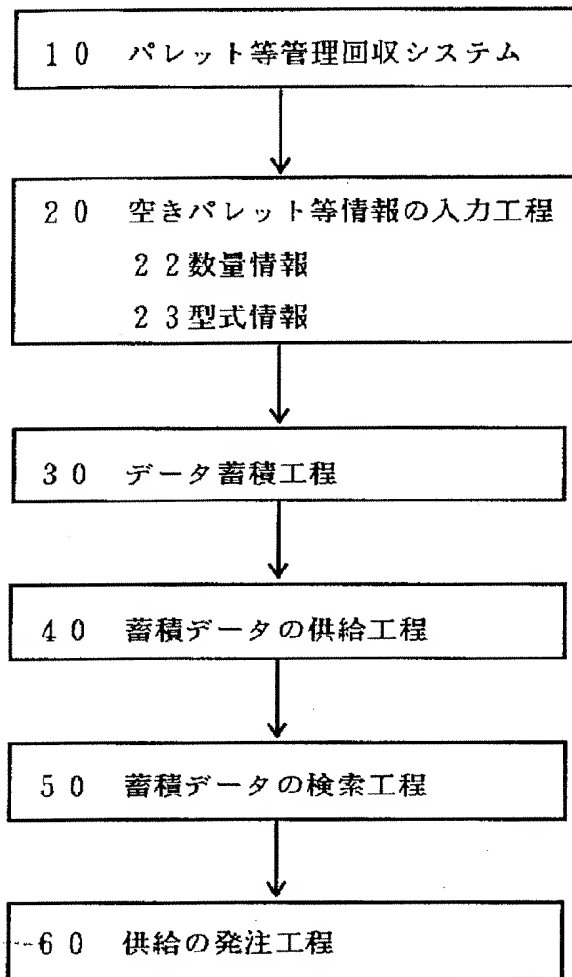 10 パレット等管理回収システム
20 空きパレット等情報の入力工程
22数量情報
23型式情報
30 データ蓄積工程
40 蓄積データの供給工程
50 蓄積データの検索工程
60 供給の発注工程